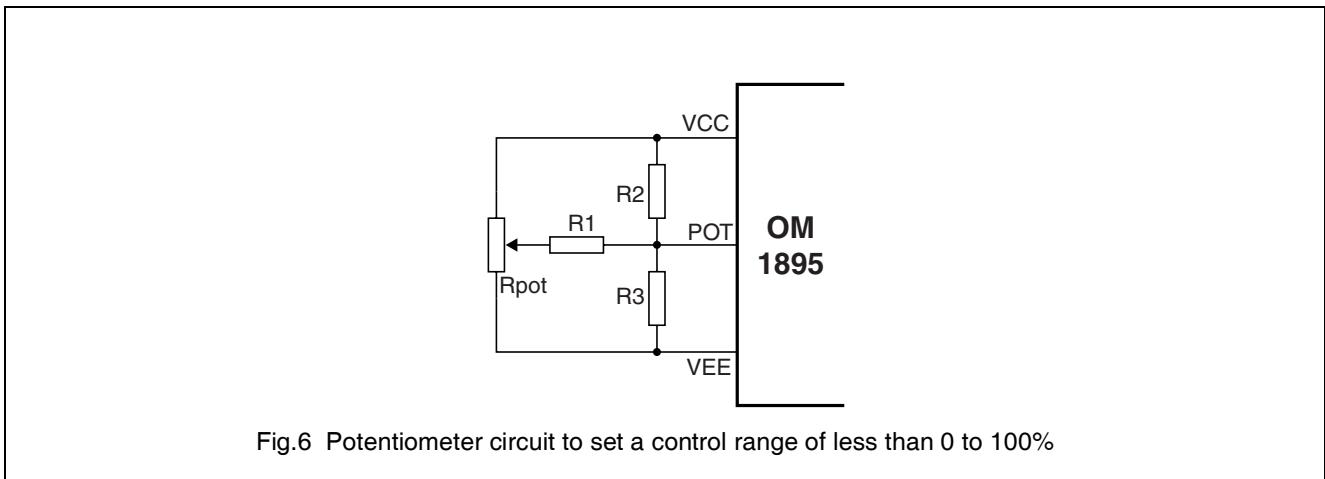 VCC
R2
R1
POT
OM
1895
Rpot
R3
VEE
Fig.6 Potentiometer circuit to set a control range of less than 0 to 100%